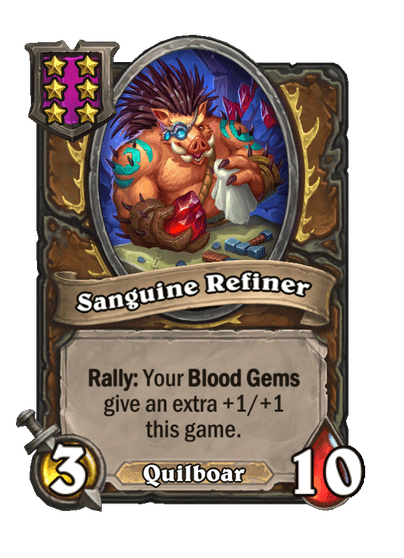 Sanguine Refiner
Rally: Your Blood Gems
give an extra +1/+1
this game.
3
Quilboar
10